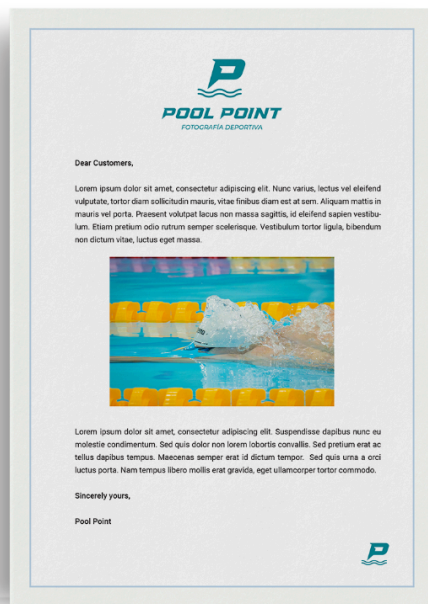 POOL POINT
FOTOGRAFÍA DEPORTIVA
Dear Customers,
Lorem ipsum dolor sit amet, consectetur adipiscing elit. Nunc varius, lectus vel eleifend
vulputate, tortor diam sollicitudin mauris, vitae finibus diam est at sem. Aliquam mattis in
mauris vel porta. Praesent volutpat lacus non massa sagittis, id eleifend sapien vestibu-
lum. Etiam pretium odio rutrum semper scelerisque. Vestibulum tortor ligula, bibendum
non dictum vitae, luctus eget massa.
Lorem ipsum dolor sit amet, consectetur adipiscing elit. Suspendisse dapibus nunc eu
molestie condimentum. Sed quis dolor non lorem lobortis convallis. Sed pretium erat ac
tellus dapibus tempus. Maecenas semper erat id dictum tempor. Sed quis urna a orci
luctus porta. Nam tempus libero mollis erat gravida, eget ullamcorper tortor commodo.
Sincerely yours,
Pool Point